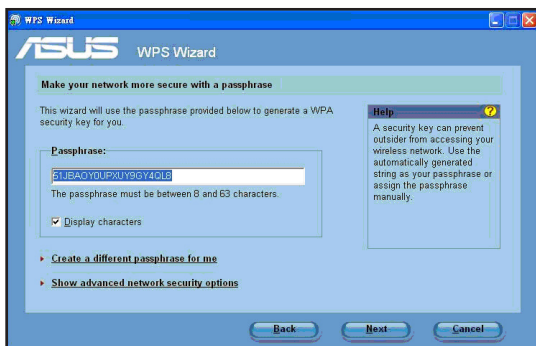 WPS Wizard
ASUS WPS Wizard
Make your network more secure with a passphrase
This wizard will use the passphrase provided below to generate a WPA
security key for you.
Passphrase:
51JBAOY0UPXUY9GY4QL8
The passphrase must be between 8 and 63 characters.
Display characters
Create a different passphrase for me
Show advanced network security options
Help
A security key can prevent
outsider from accessing your
wireless network. Use the
automatically generated
string as your passphrase or
assign the passphrase
manually.
Back Next Cancel